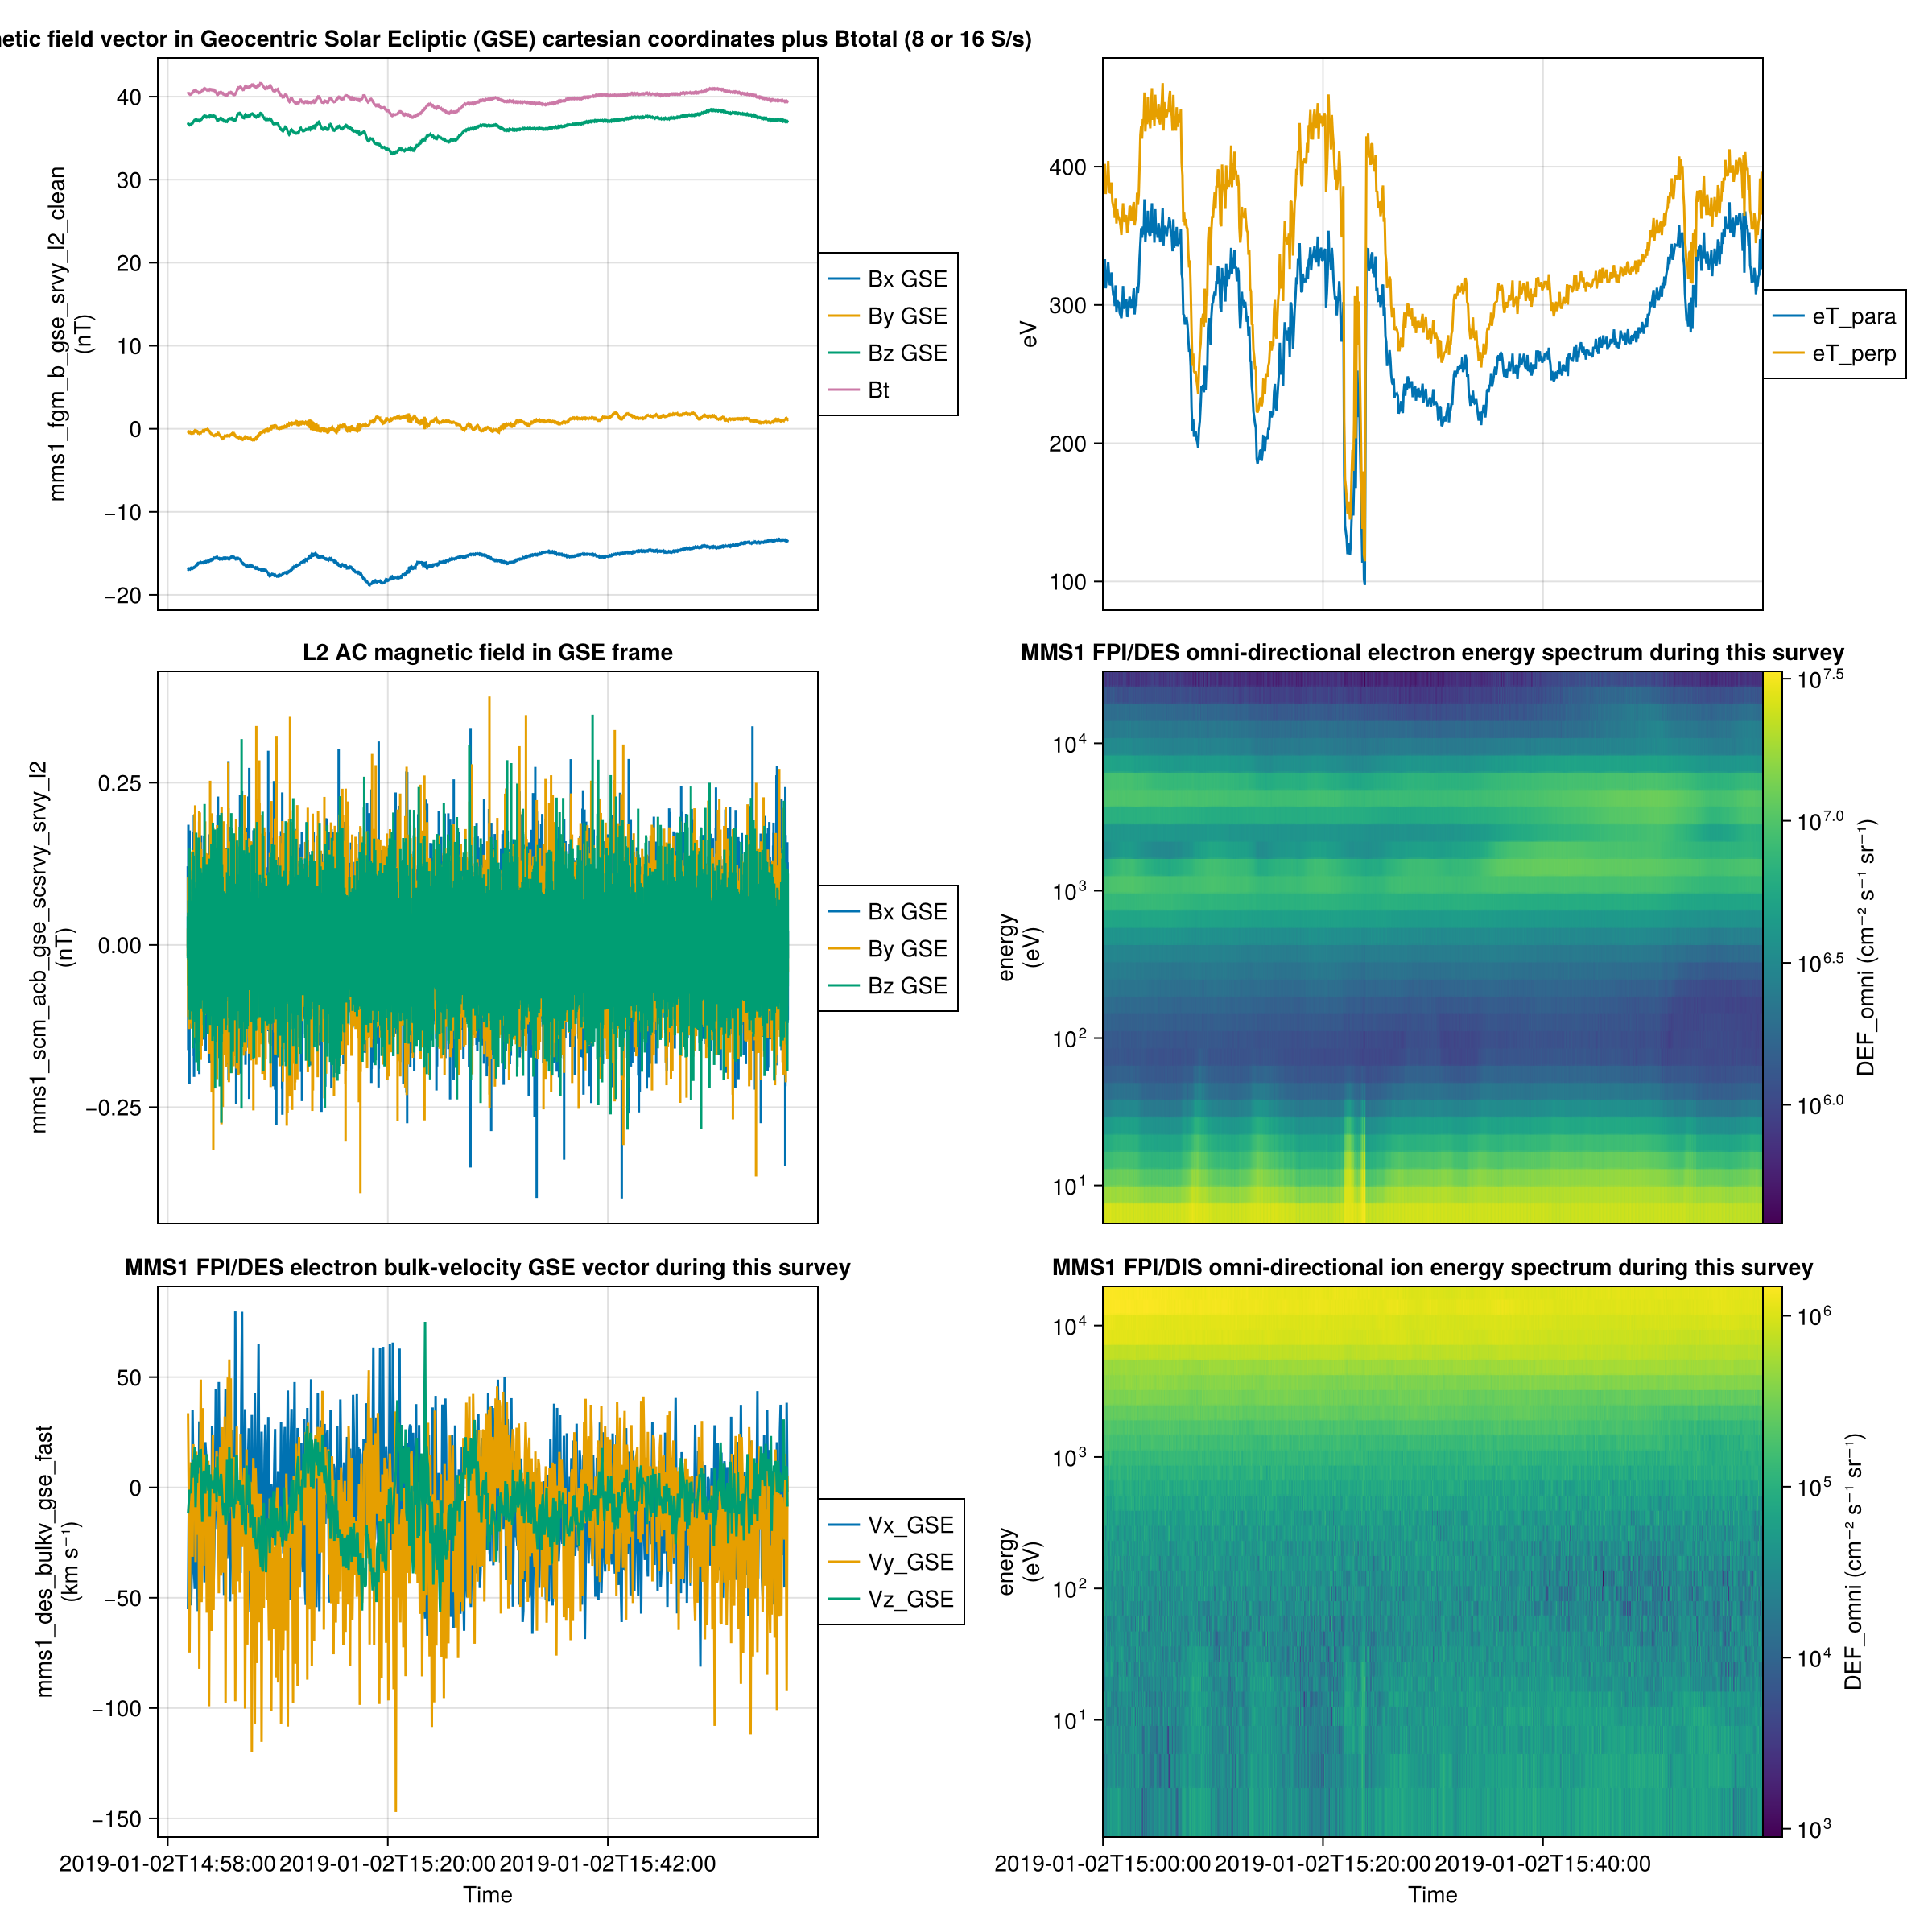 etic field vector in Geocentric Solar Ecliptic (GSE) cartesian coordinates plus Btotal (8 or 16 S/s)
mms1_fgm_b_gse_srvy_l2_clean
(nT)
40
30
20
10
0
−10
−20
Bx GSE
By GSE
Bz GSE
Bt
eV
400
300
200
100
eT_para
eT_perp
L2 AC magnetic field in GSE frame
mms1_scm_acb_gse_scsrvy_srvy_l2
(nT)
0.25
0.00
−0.25
Bx GSE
By GSE
Bz GSE
MMS1 FPI/DES omni-directional electron energy spectrum during this survey
energy
(eV)
10⁴
10³
10²
10¹
10⁷·⁵
10⁷·⁰
10⁶·⁵
10⁶·⁰
DEF_omni (cm⁻² s⁻¹ sr⁻¹)
MMS1 FPI/DES electron bulk-velocity GSE vector during this survey
mms1_des_bulkv_gse_fast
(km s⁻¹)
50
0
−50
−100
−150
Vx_GSE
Vy_GSE
Vz_GSE
2019-01-02T14:58:00
2019-01-02T15:20:00
2019-01-02T15:42:00
Time
MMS1 FPI/DIS omni-directional ion energy spectrum during this survey
energy
(eV)
10⁴
10³
10²
10¹
10⁶
10⁵
10⁴
10³
DEF_omni (cm⁻² s⁻¹ sr⁻¹)
2019-01-02T15:00:00
2019-01-02T15:20:00
2019-01-02T15:40:00
Time